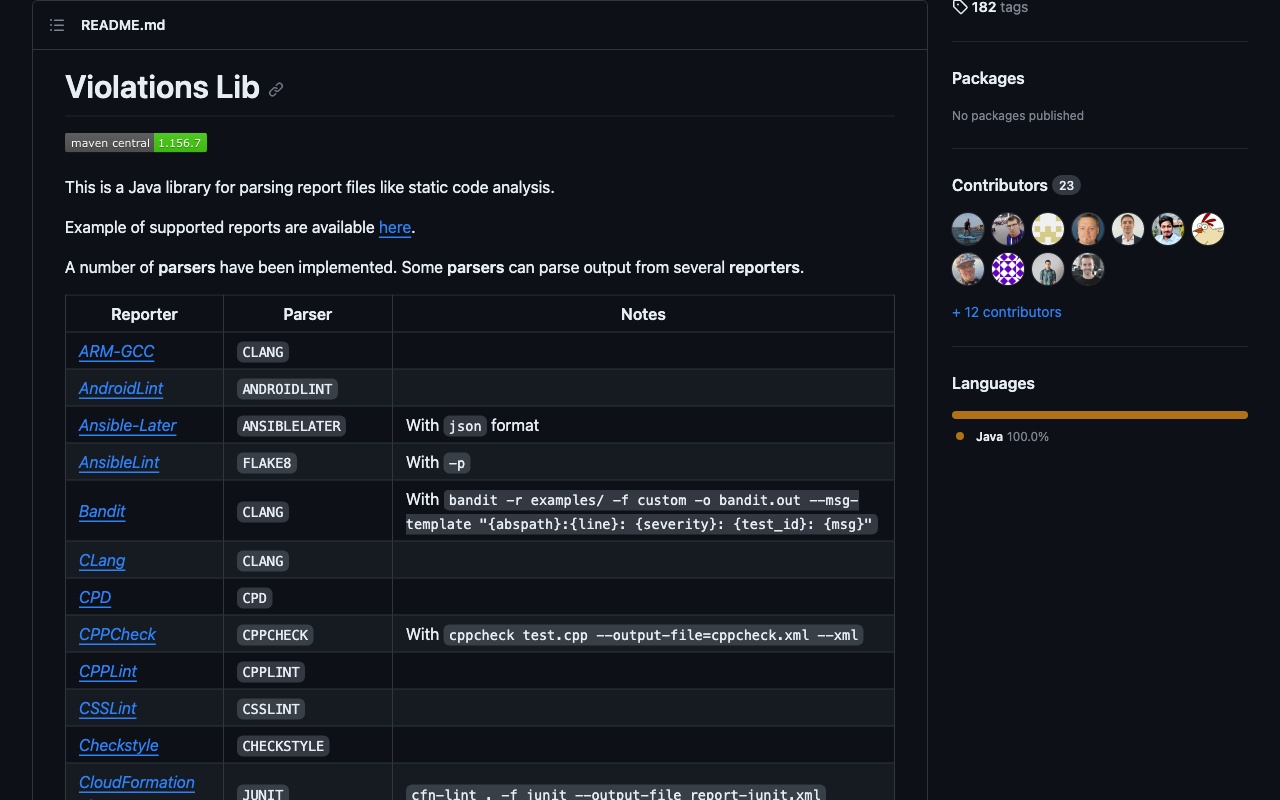 README.md
Violations Lib
maven central 1.156.7
This is a Java library for parsing report files like static code analysis.
Example of supported reports are available here.
A number of parsers have been implemented. Some parsers can parse output from several reporters.
Reporter Parser Notes
ARM-GCC CLANG
AndroidLint ANDROIDLINT
Ansible-Later ANSIBLELATER With json format
AnsibleLint FLAKE8 With -p
Bandit CLANG With bandit -r examples/ -f custom -o bandit.out --msg-
template "{abspath}:{line}: {severity}: {test_id}: {msg}"
CLang CLANG
CPD CPD
CPPCheck CPPCHECK With cppcheck test.cpp --output-file=cppcheck.xml --xml
CPPLint CPPLINT
CSSLint CSSLINT
Checkstyle CHECKSTYLE
CloudFormation
JUNIT cfn-lint . -f junit --output-file report-junit.xml
182 tags
Packages
No packages published
Contributors 23
+ 12 contributors
Languages
Java 100.0%